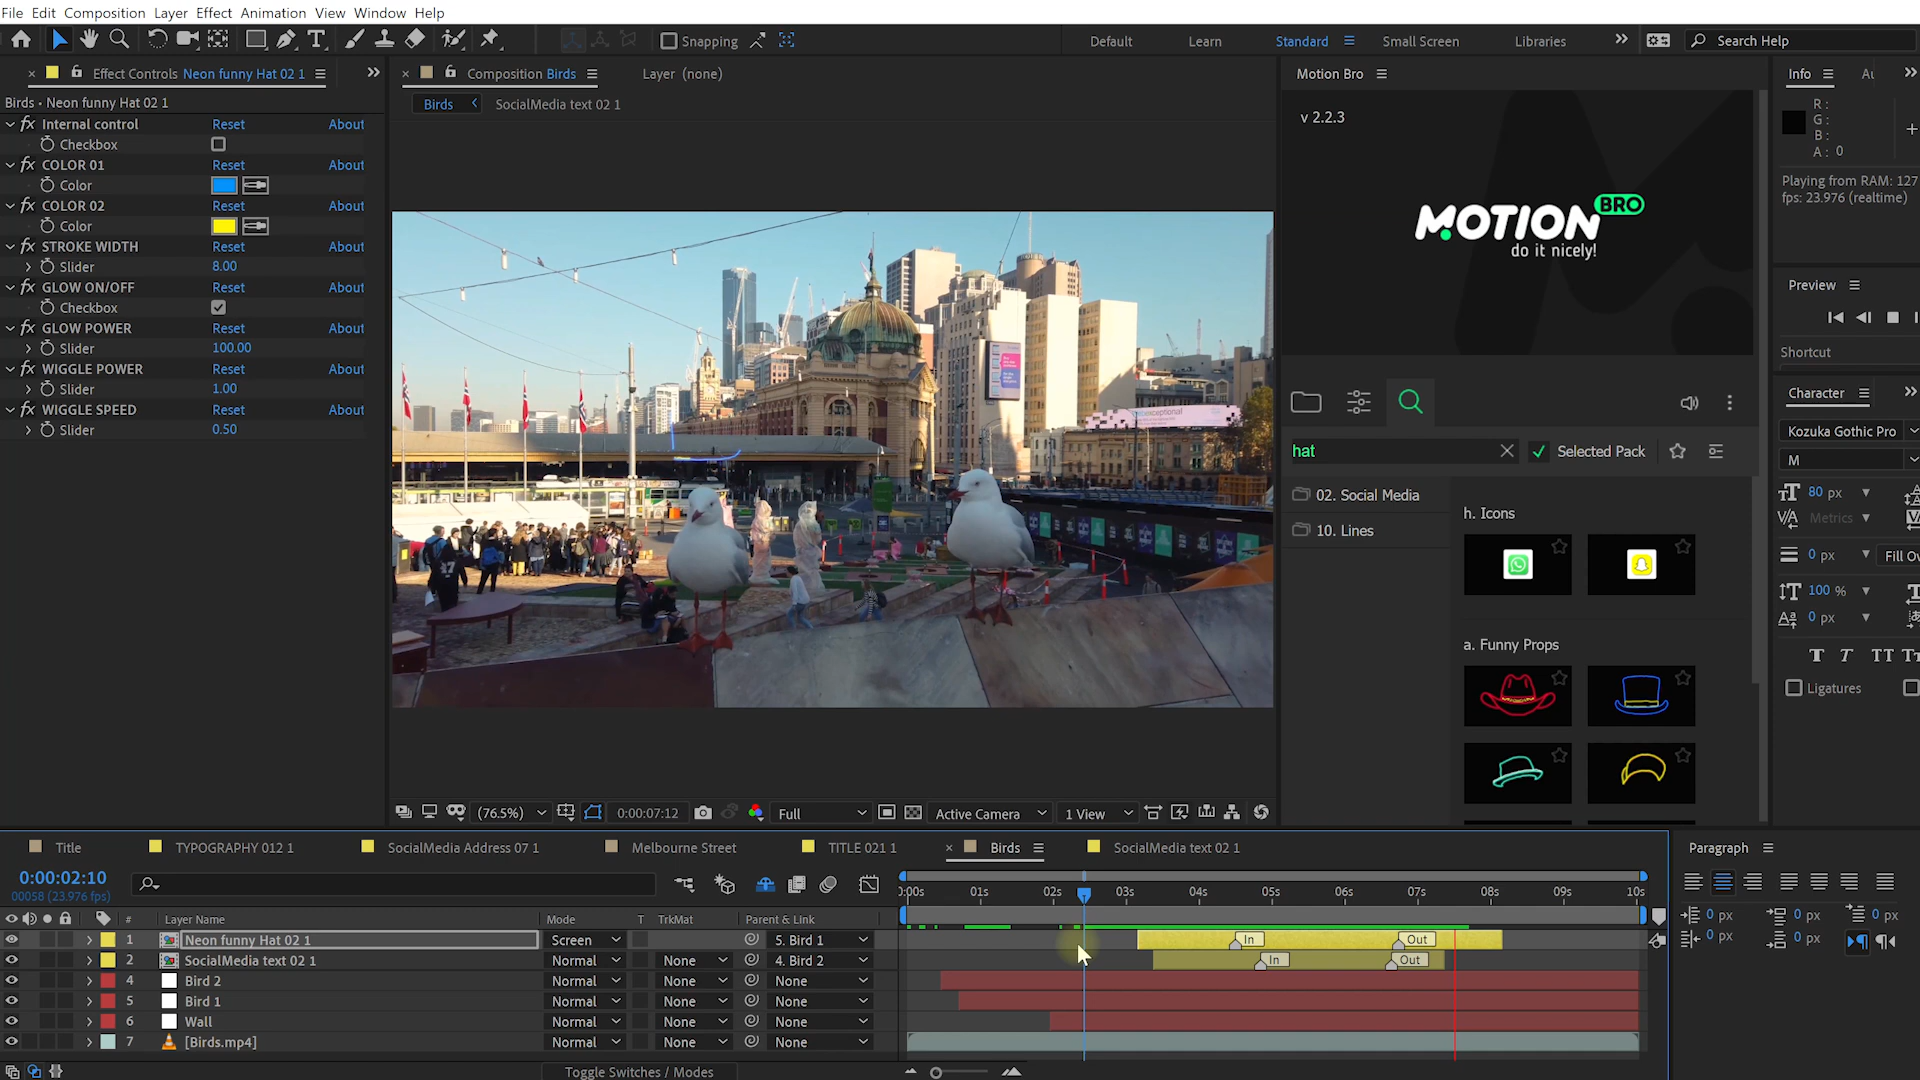 File Edit Composition Layer Effect Animation View Window Help
Snapping
Default Learn Standard Small Screen Libraries Search Help
Effect Controls Neon funny Hat 02 1
Birds • Neon funny Hat 02 1
fx Internal control Reset About
Checkbox
fx COLOR 01 Reset About
Color
fx COLOR 02 Reset About
Color
fx STROKE WIDTH Reset About
Slider 8.00
fx GLOW ON/OFF Reset About
Checkbox
fx GLOW POWER Reset About
Slider 100.00
fx WIGGLE POWER Reset About
Slider 1.00
fx WIGGLE SPEED Reset About
Slider 0.50
Composition Birds Layer (none)
Birds SocialMedia text 02 1
(76.5%) 0:00:07:12 Full Active Camera 1 View
Motion Bro
v 2.2.3
MOTION BRO
do it nicely!
hat Selected Pack
02. Social Media
10. Lines
h. Icons
a. Funny Props
Info Au
R :
G :
B :
A : 0
Playing from RAM: 127
fps: 23.976 (realtime)
Preview
Shortcut
Character
Kozuka Gothic Pro
M
80 px
Metrics
0 px Fill Ov
100 %
0 px
T T TT Tt
Ligatures
Title TYPOGRAPHY 012 1 SocialMedia Address 07 1 Melbourne Street TITLE 021 1 Birds SocialMedia text 02 1
0:00:02:10
00058 (23.976 fps)
0:00s 01s 02s 03s 04s 05s 06s 07s 08s 09s 10s
# Layer Name Mode T TrkMat Parent & Link
1 Neon funny Hat 02 1 Screen 5. Bird 1 In Out
2 SocialMedia text 02 1 Normal None 4. Bird 2 In Out
4 Bird 2 Normal None None
5 Bird 1 Normal None None
6 Wall Normal None None
7 [Birds.mp4] Normal None None
Toggle Switches / Modes
Paragraph
0 px 0 px 0 px
0 px 0 px